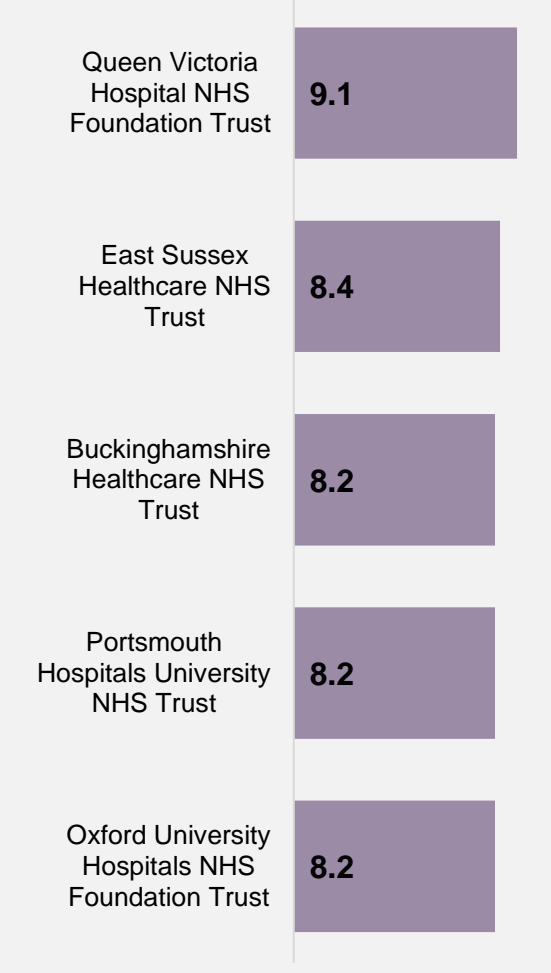 Queen Victoria
Hospital NHS
Foundation Trust
9.1
East Sussex
Healthcare NHS
Trust
8.4
Buckinghamshire
Healthcare NHS
Trust
8.2
Portsmouth
Hospitals University
NHS Trust
8.2
Oxford University
Hospitals NHS
Foundation Trust
8.2